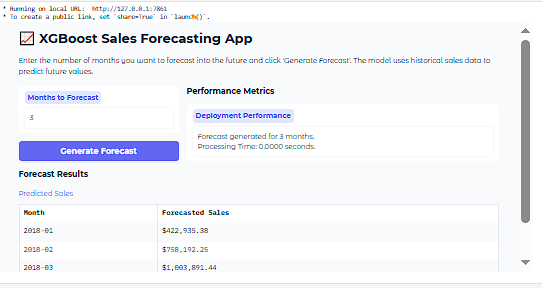 * Running on local URL: http://127.0.0.1:7861
* To create a public link, set `share=True` in `launch()`.
📈 XGBoost Sales Forecasting App
Enter the number of months you want to forecast into the future and click 'Generate Forecast'. The model uses historical sales data to
predict future values.
Months to Forecast
3
Generate Forecast
Performance Metrics
Deployment Performance
Forecast generated for 3 months.
Processing Time: 0.0000 seconds.
Forecast Results
Predicted Sales
Month Forecasted Sales
2018-01 $422,935.38
2018-02 $758,192.25
2018-03 $1,003,891.44